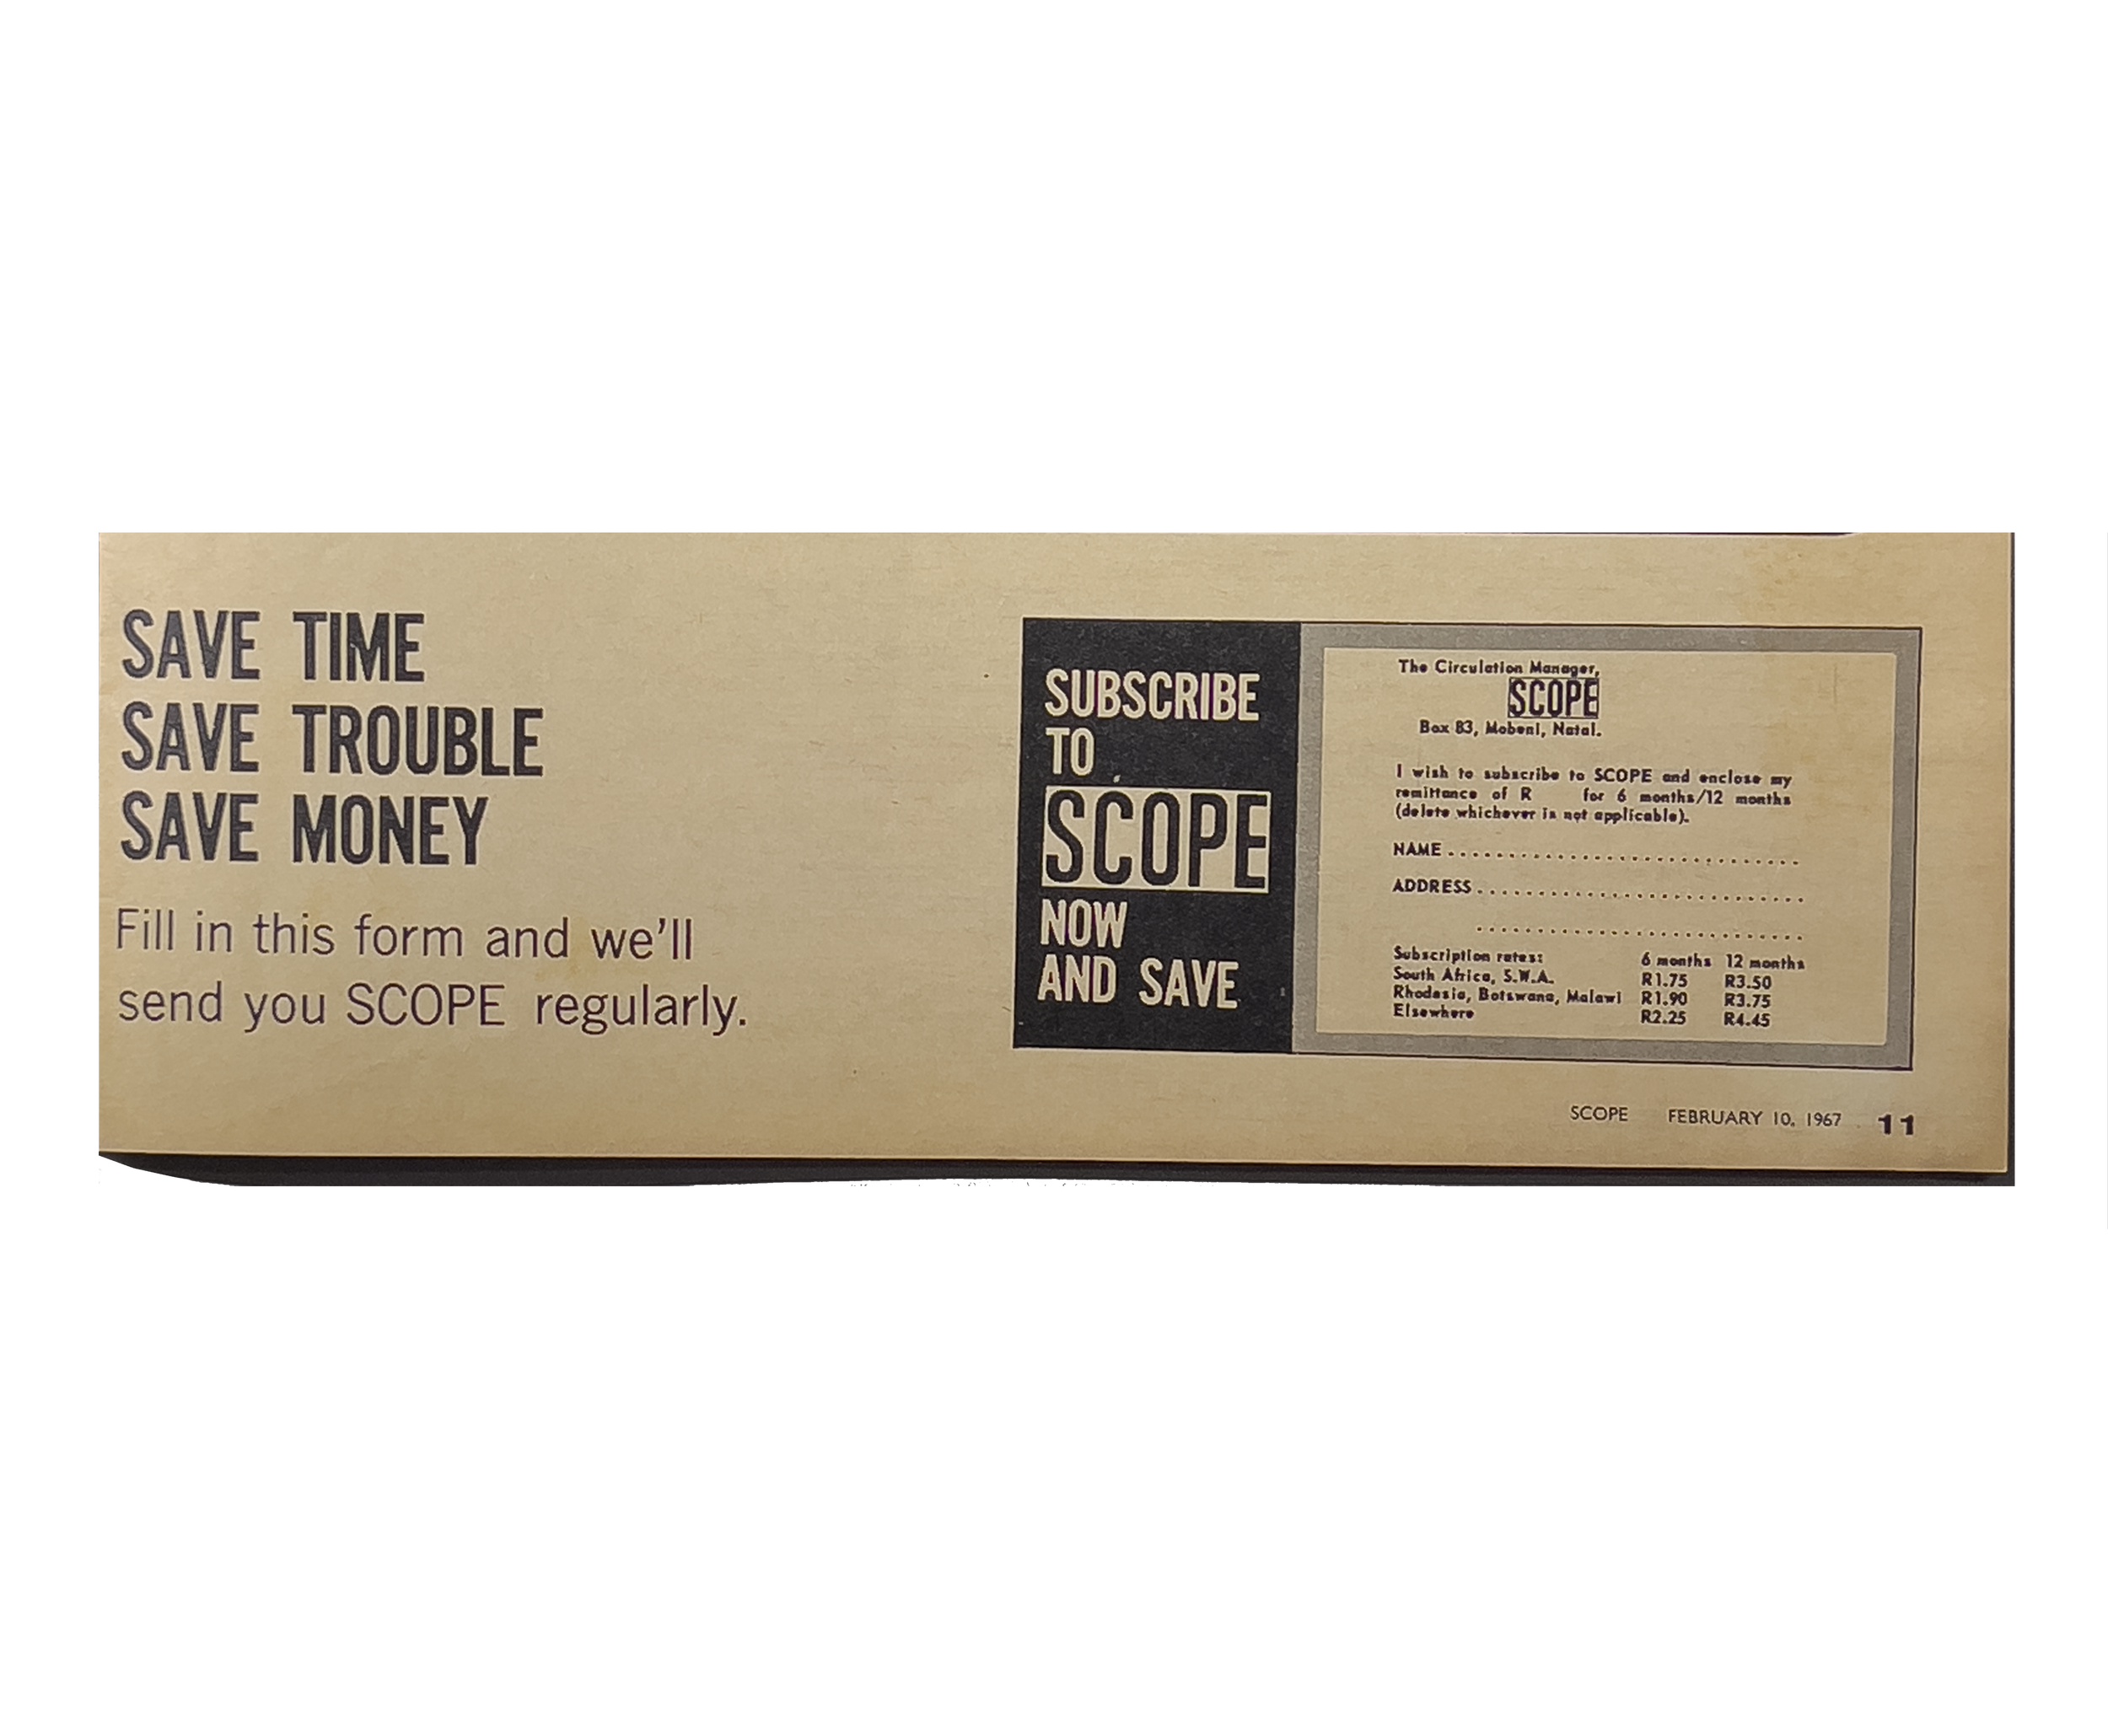 SAVE TIME
SAVE TROUBLE
SAVE MONEY
Fill in this form and we'll
send you SCOPE regularly.
SUBSCRIBE
TO
SCOPE
NOW
AND SAVE
The Circulation Manager,
SCOPE
Box 83, Mobeni, Natal.
I wish to subscribe to SCOPE and enclose my
remittance of R for 6 months/12 months
(delete whichever is not applicable).
NAME..............................
ADDRESS...........................
...........................
Subscription rates: 6 months 12 months
South Africa, S.W.A. R1.75 R3.50
Rhodesia, Botswana, Malawi R1.90 R3.75
Elsewhere R2.25 R4.45
SCOPE FEBRUARY 10, 1967 11